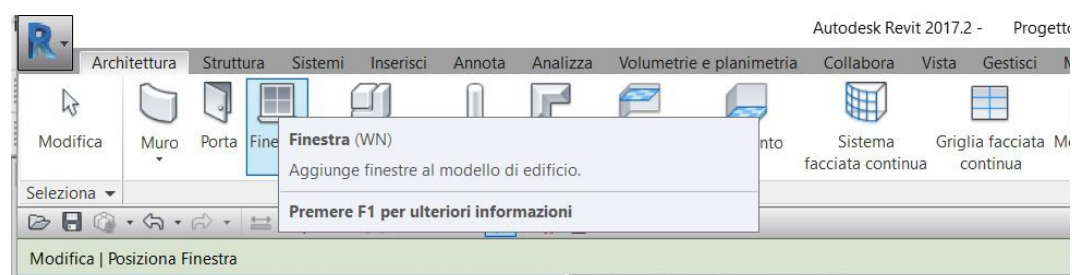 Autodesk Revit 2017.2 - Progetto
Architettura Struttura Sistemi Inserisci Annota Analizza Volumetrie e planimetria Collabora Vista Gestisci
Modifica Muro Porta Sistema facciata continua Griglia facciata continua
Finestra (WN)
Aggiunge finestre al modello di edificio.
Premere F1 per ulteriori informazioni
Seleziona
Modifica | Posiziona Finestra